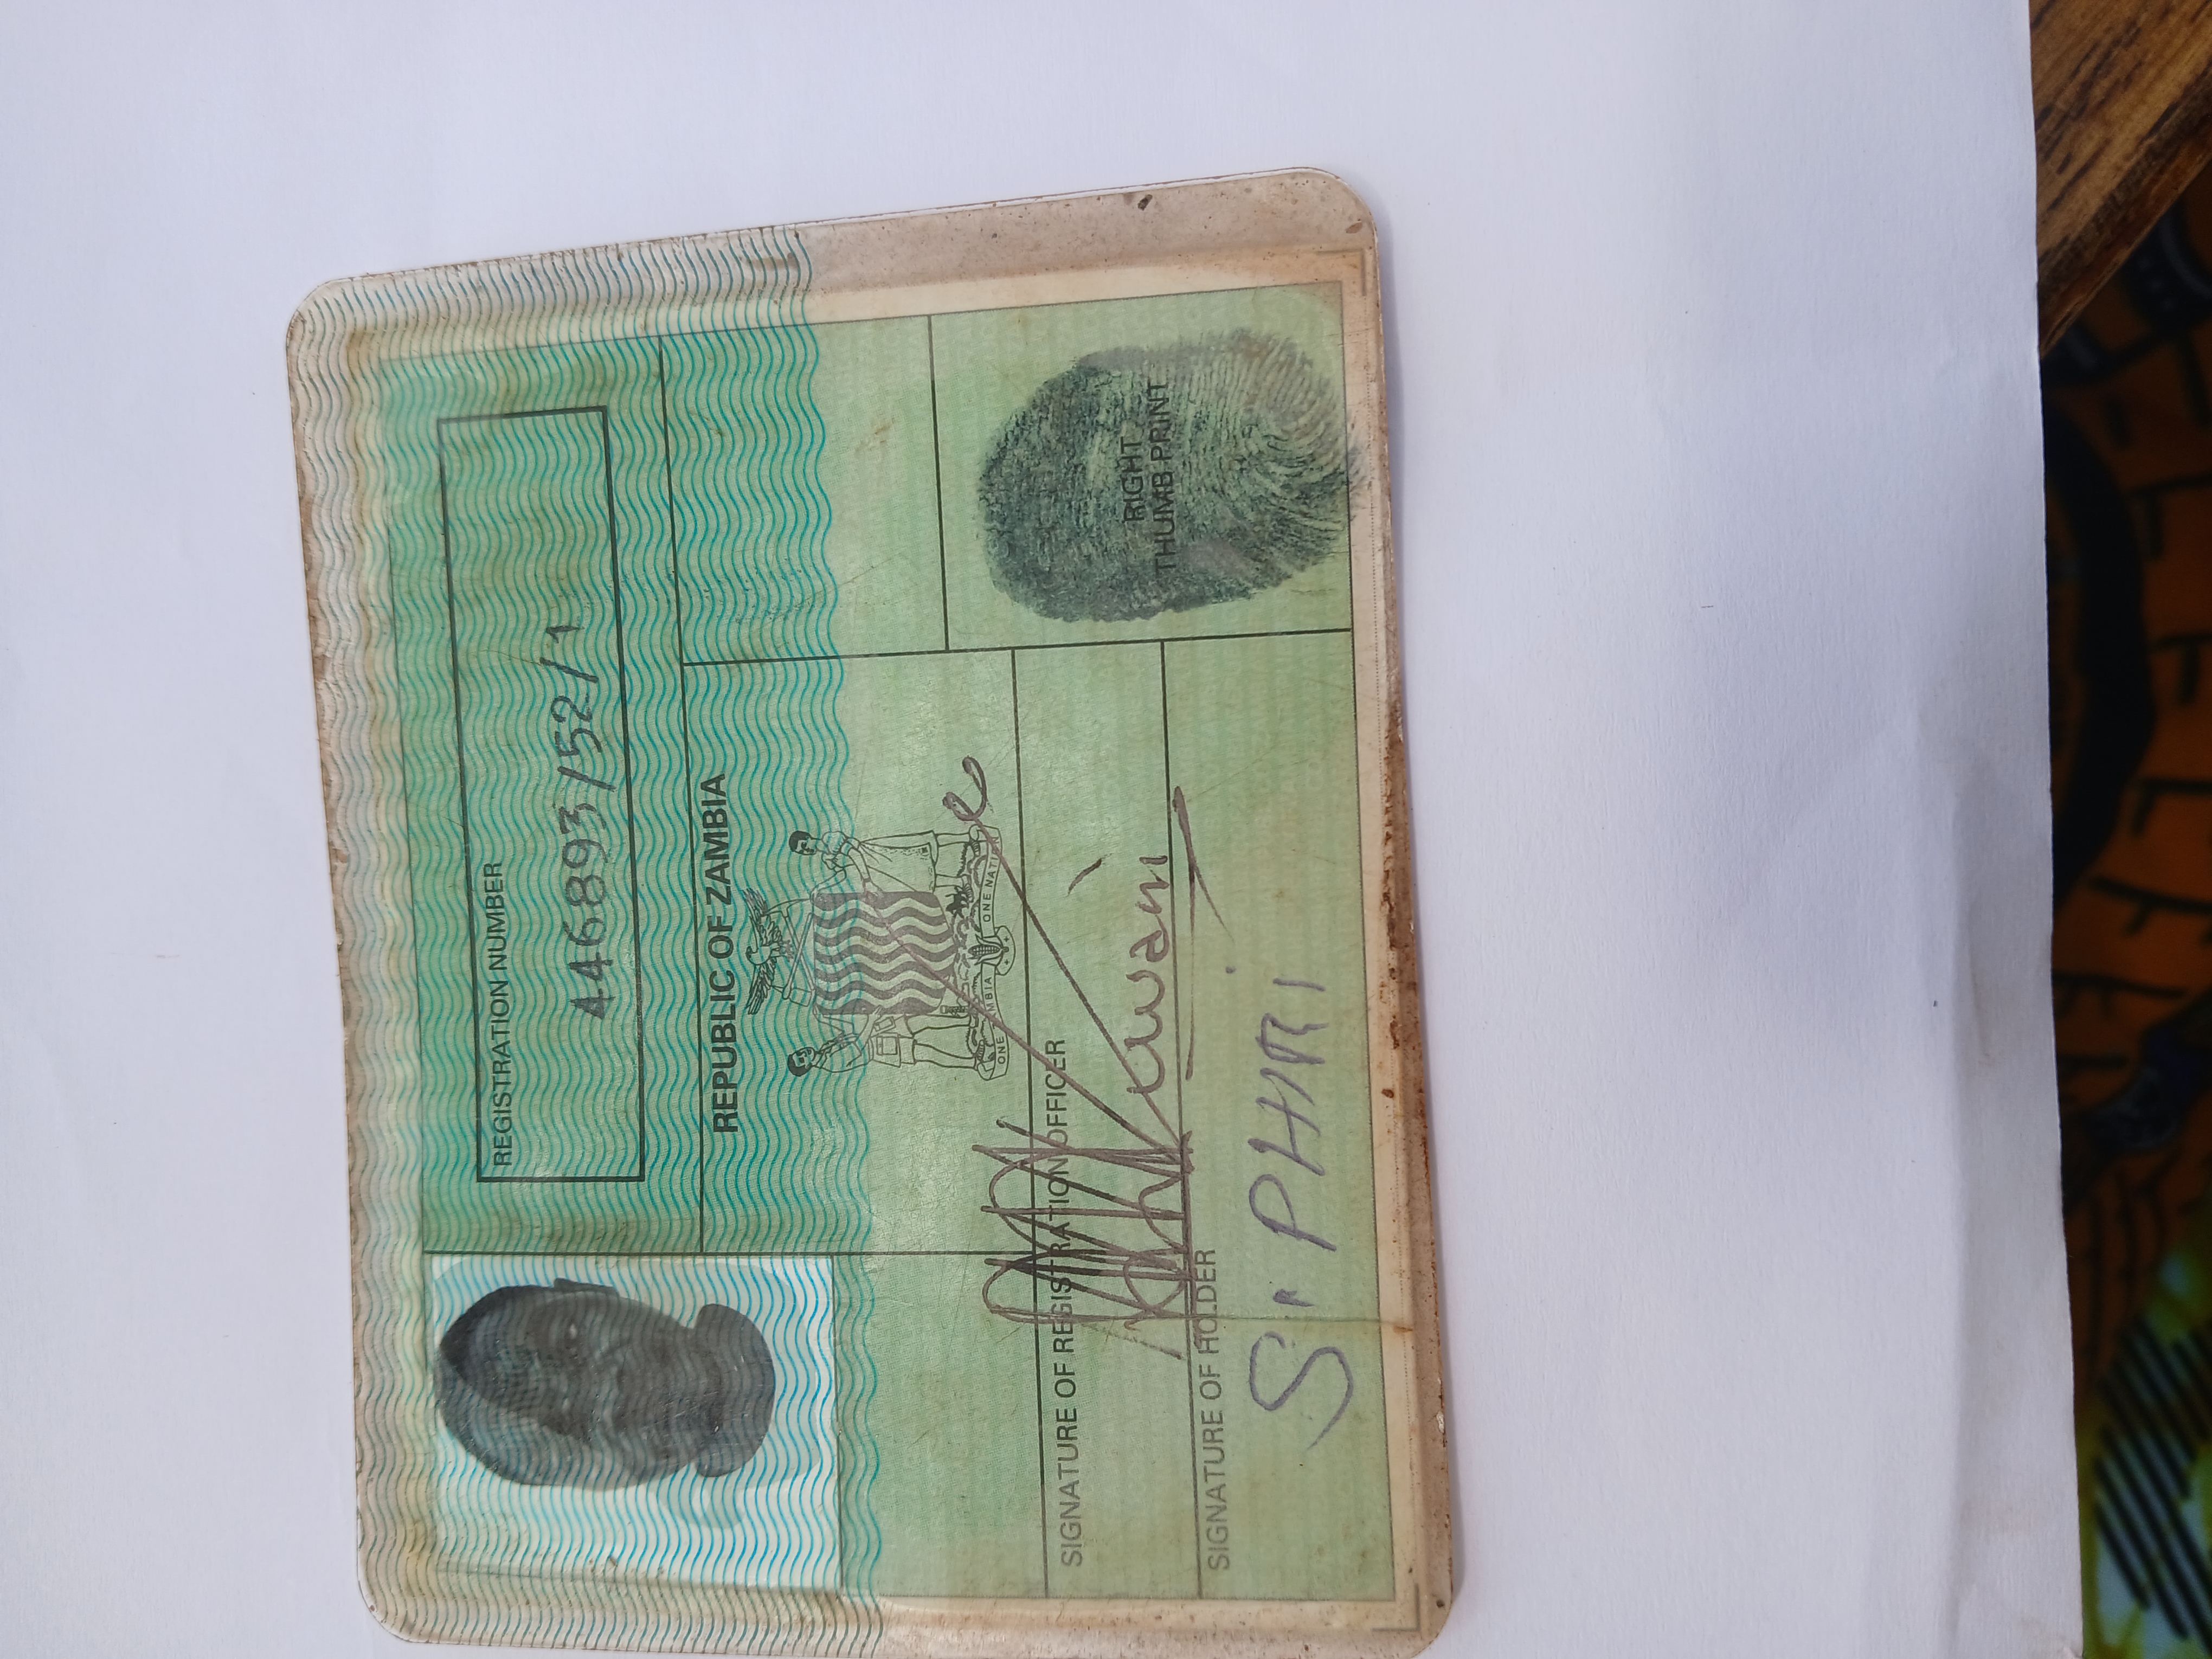 REGISTRATION NUMBER
446893/52/1
REPUBLIC OF ZAMBIA
ONE ZAMBIA ONE NATION
SIGNATURE OF REGISTRATION OFFICER
SIGNATURE OF HOLDER
S. PHIRI
RIGHT
THUMB PRINT